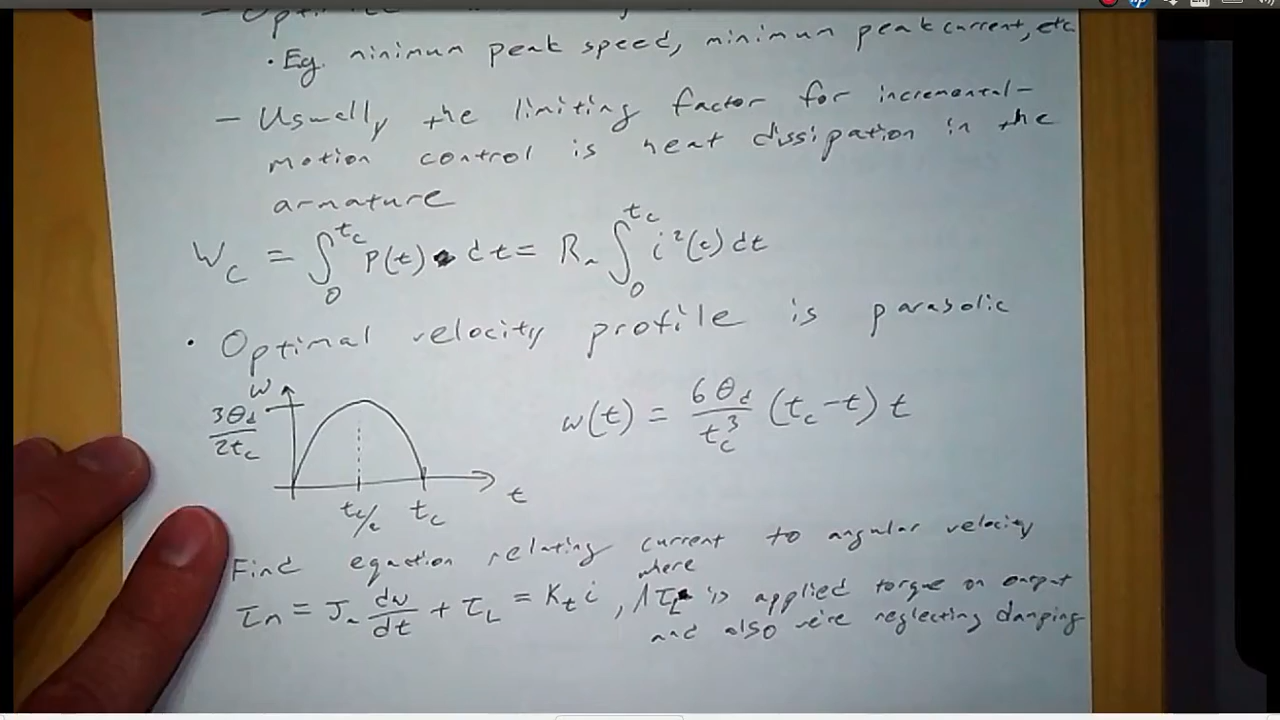 • Eg. minimum peak speed, minimum peak current, etc
– Usually the limiting factor for incremental–
motion control is heat dissipation in the
armature
W_c = ∫_0^{t_c} P(t) dt = R_a ∫_0^{t_c} i²(t) dt
• Optimal velocity profile is parabolic
ω
3θ_d/2t_c
t_c/2 t_c t
ω(t) = 6θ_d/t_c³ (t_c-t) t
Find equation relating current to angular velocity
τ_m = J_a dω/dt + τ_L = K_t i , where τ_L is applied torque on output
and also we're neglecting damping